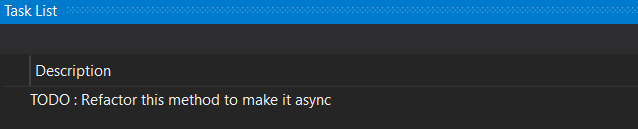 Task List
Description
TODO : Refactor this method to make it async